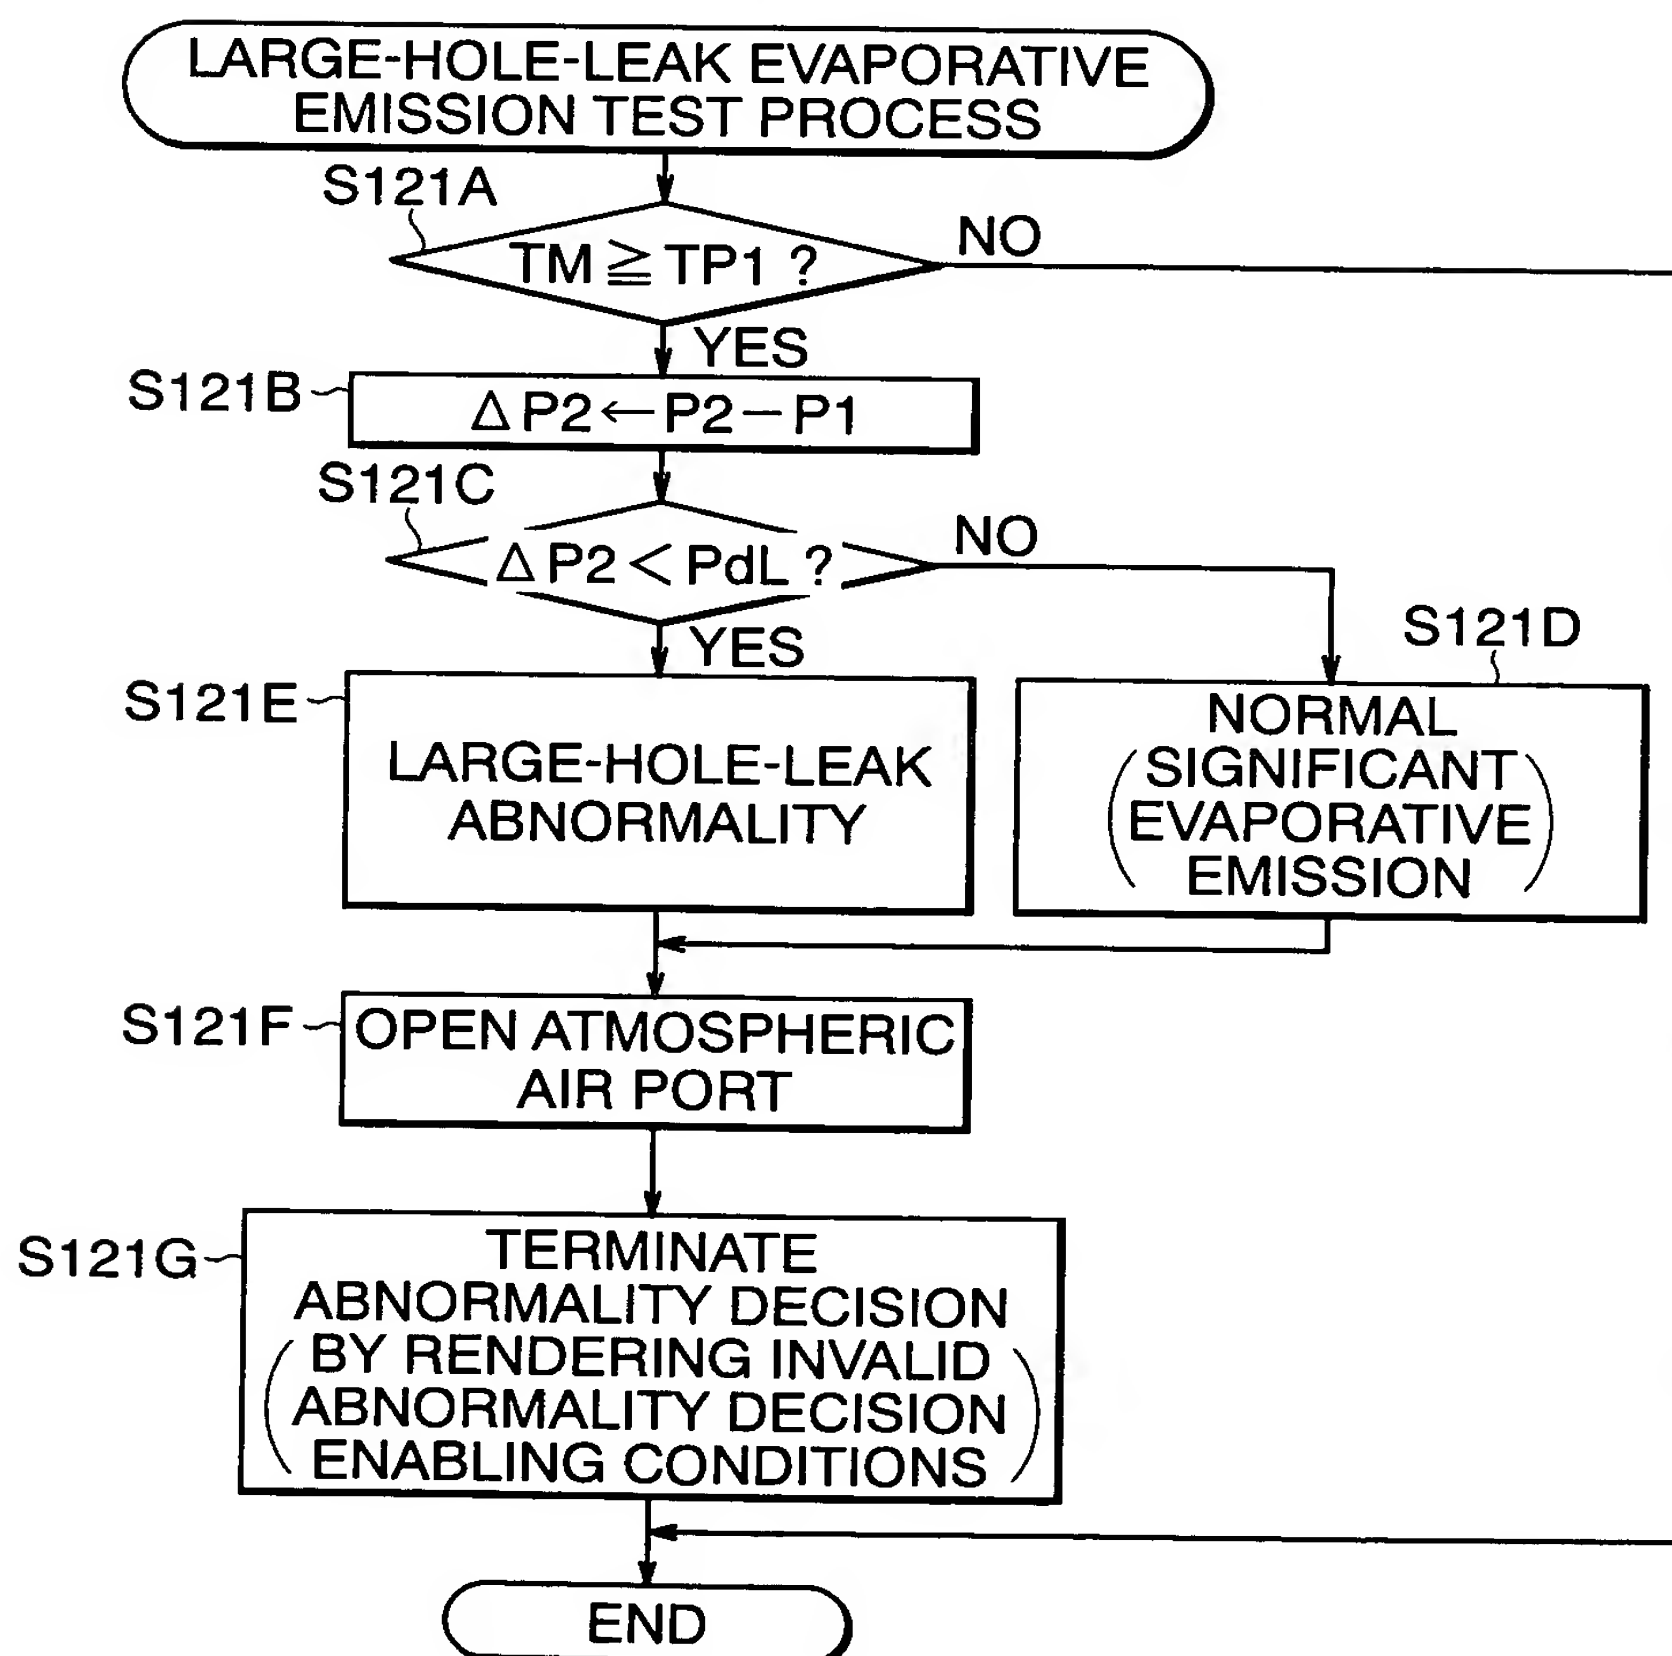 LARGE-HOLE-LEAK EVAPORATIVE
EMISSION TEST PROCESS
S121A
TM ≧ TP1 ?
NO
YES
S121B
△P2←P2−P1
S121C
△P2<PdL ?
NO
YES
S121D
NORMAL
(SIGNIFICANT
EVAPORATIVE
EMISSION)
S121E
LARGE-HOLE-LEAK
ABNORMALITY
S121F
OPEN ATMOSPHERIC
AIR PORT
S121G
TERMINATE
ABNORMALITY DECISION
(BY RENDERING INVALID
ABNORMALITY DECISION
ENABLING CONDITIONS)
END